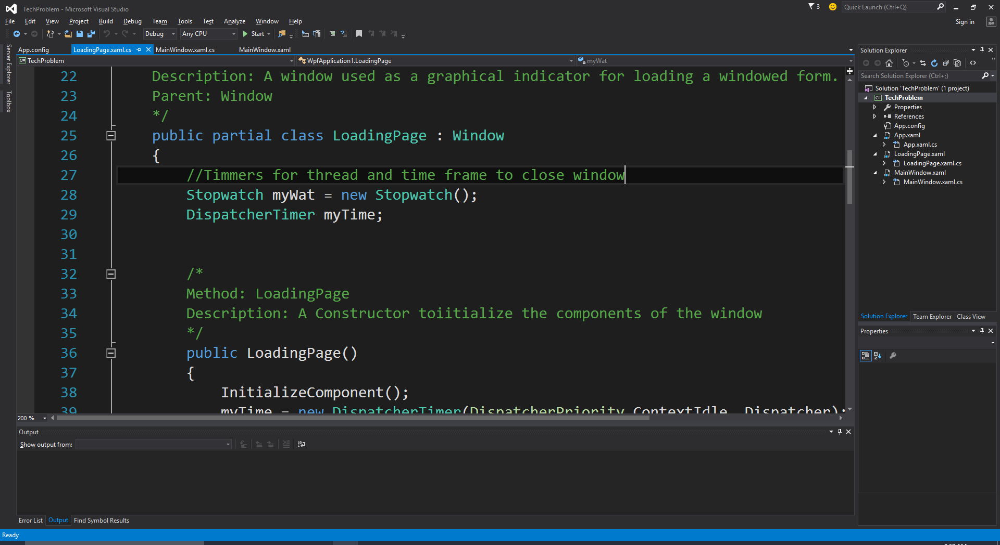 TechProblem - Microsoft Visual Studio
3
Quick Launch (Ctrl+Q)
File Edit View Project Build Debug Team Tools Test Analyze Window Help
Sign in
Debug Any CPU Start
Server Explorer
Toolbox
App.config LoadingPage.xaml.cs MainWindow.xaml.cs MainWindow.xaml
TechProblem WpfApplication1.LoadingPage myWat
22 Description: A window used as a graphical indicator for loading a windowed form.
23 Parent: Window
24 */
25 public partial class LoadingPage : Window
26 {
27 //Timmers for thread and time frame to close window
28 Stopwatch myWat = new Stopwatch();
29 DispatcherTimer myTime;
30
31
32 /*
33 Method: LoadingPage
34 Description: A Constructor toiitialize the components of the window
35 */
36 public LoadingPage()
37 {
38 InitializeComponent();
39 myTime = new DispatcherTimer(DispatcherPriority.ContextIdle, Dispatcher);
200 %
Output
Show output from:
Error List Output Find Symbol Results
Ready
Solution Explorer
Search Solution Explorer (Ctrl+;)
Solution 'TechProblem' (1 project)
TechProblem
Properties
References
App.config
App.xaml
App.xaml.cs
LoadingPage.xaml
LoadingPage.xaml.cs
MainWindow.xaml
MainWindow.xaml.cs
Solution Explorer Team Explorer Class View
Properties